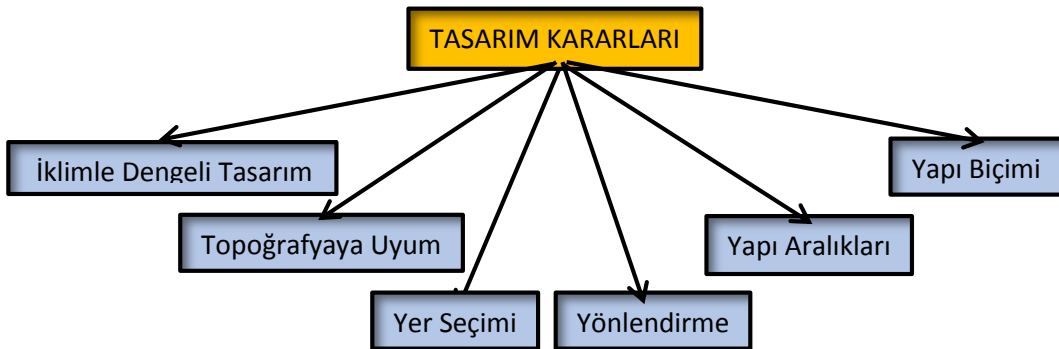 TASARIM KARARLARI
İklimle Dengeli Tasarım
Yapı Biçimi
Topoğrafyaya Uyum
Yapı Aralıkları
Yer Seçimi
Yönlendirme